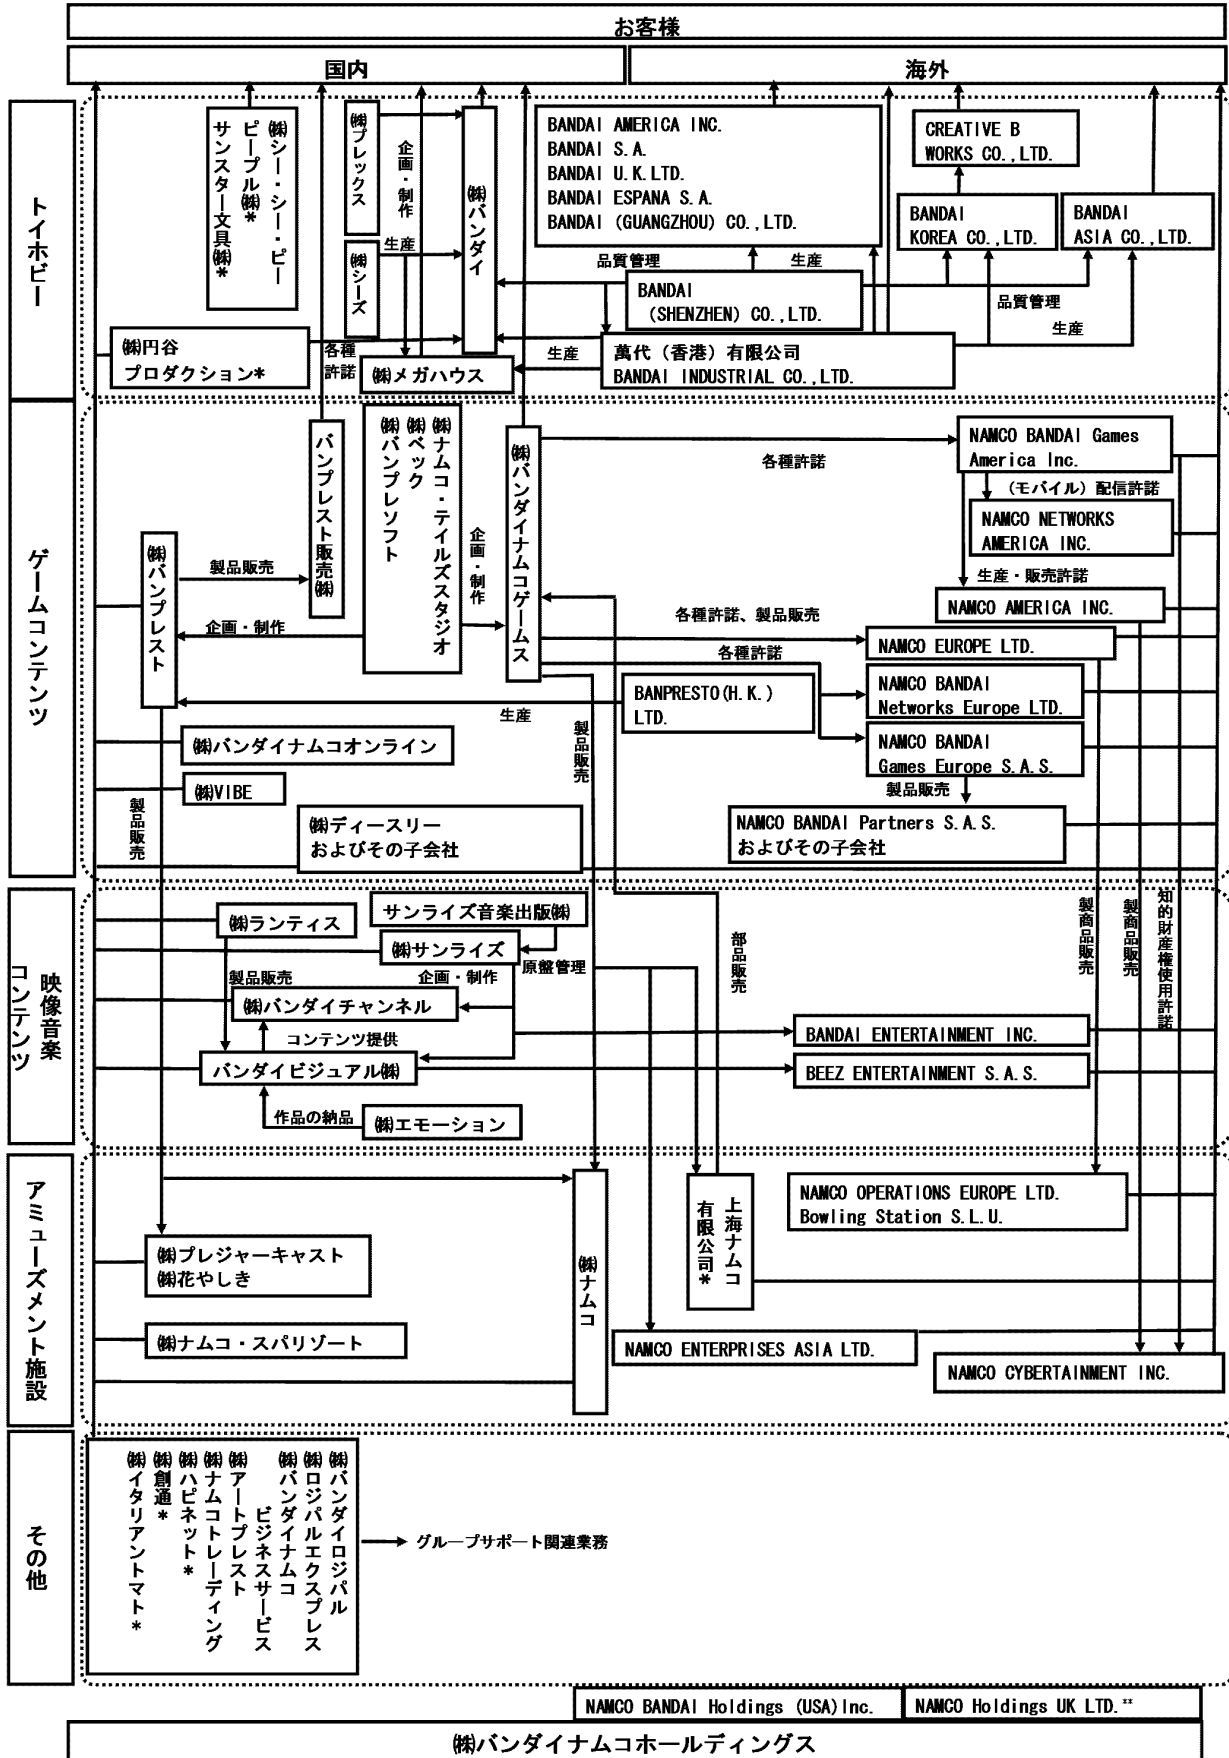 お客様
国内
海外
トイホビー
㈱シー・シー・ピー
ピープル㈱*
サンスター文具㈱*
㈱プレックス
企画・制作
㈱バンダイ
生産
㈱シーズ
㈱円谷
プロダクション*
各種
許諾
㈱メガハウス
BANDAI AMERICA INC.
BANDAI S.A.
BANDAI U.K.LTD.
BANDAI ESPANA S.A.
BANDAI (GUANGZHOU) CO.,LTD.
CREATIVE B
WORKS CO.,LTD.
BANDAI
KOREA CO.,LTD.
BANDAI
ASIA CO.,LTD.
品質管理
生産
BANDAI
(SHENZHEN) CO.,LTD.
品質管理
生産
生産
萬代（香港）有限公司
BANDAI INDUSTRIAL CO.,LTD.
ゲームコンテンツ
㈱バンプレスト
製品販売
バンプレスト販売㈱
企画・制作
㈱ナムコ・テイルズスタジオ
㈱ベック
㈱バンプレソフト
企画・制作
㈱バンダイナムコゲームス
各種許諾
NAMCO BANDAI Games
America Inc.
（モバイル）配信許諾
NAMCO NETWORKS
AMERICA INC.
生産・販売許諾
NAMCO AMERICA INC.
各種許諾、製品販売
NAMCO EUROPE LTD.
各種許諾
BANPRESTO(H.K.)
LTD.
生産
NAMCO BANDAI
Networks Europe LTD.
NAMCO BANDAI
Games Europe S.A.S.
製品販売
NAMCO BANDAI Partners S.A.S.
およびその子会社
㈱バンダイナムコオンライン
㈱VIBE
製品販売
製品販売
㈱ディースリー
およびその子会社
映像音楽
コンテンツ
㈱ランティス
サンライズ音楽出版㈱
㈱サンライズ
原盤管理
製品販売
企画・制作
㈱バンダイチャンネル
コンテンツ提供
バンダイビジュアル㈱
作品の納品
㈱エモーション
部品販売
製商品販売
製商品販売
知的財産権使用許諾
BANDAI ENTERTAINMENT INC.
BEEZ ENTERTAINMENT S.A.S.
アミューズメント施設
㈱プレジャーキャスト
㈱花やしき
㈱ナムコ・スパリゾート
㈱ナムコ
上海ナムコ
有限公司*
NAMCO OPERATIONS EUROPE LTD.
Bowling Station S.L.U.
NAMCO ENTERPRISES ASIA LTD.
NAMCO CYBERTAINMENT INC.
その他
㈱バンダイロジパル
㈱ロジパルエクスプレス
㈱バンダイナムコ
ビジネスサービス
㈱アートプレスト
㈱ナムコトレーディング
㈱ハピネット*
㈱創通*
㈱イタリアントマト*
グループサポート関連業務
NAMCO BANDAI Holdings (USA)Inc.
NAMCO Holdings UK LTD.**
㈱バンダイナムコホールディングス